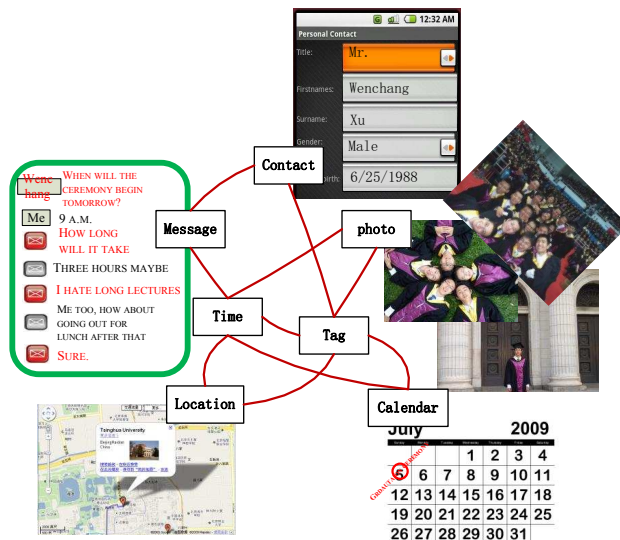 12:32 AM
Personal Contact
Title:
Mr.
Firstnames:
Wenchang
Surname:
Xu
Gender:
Male
birth:
6/25/1988
Contact
Message
photo
Time
Tag
Location
Calendar
Wenc
hang
WHEN WILL THE
CEREMONY BEGIN
TOMORROW?
Me
9 A.M.
HOW LONG
WILL IT TAKE
THREE HOURS MAYBE
I HATE LONG LECTURES
ME TOO, HOW ABOUT
GOING OUT FOR
LUNCH AFTER THAT
SURE.
Tsinghua University
Beijing Haidian
China
July 2009
1 2 3 4
5 6 7 8 9 10 11
12 13 14 15 16 17 18
19 20 21 22 23 24 25
26 27 28 29 30 31